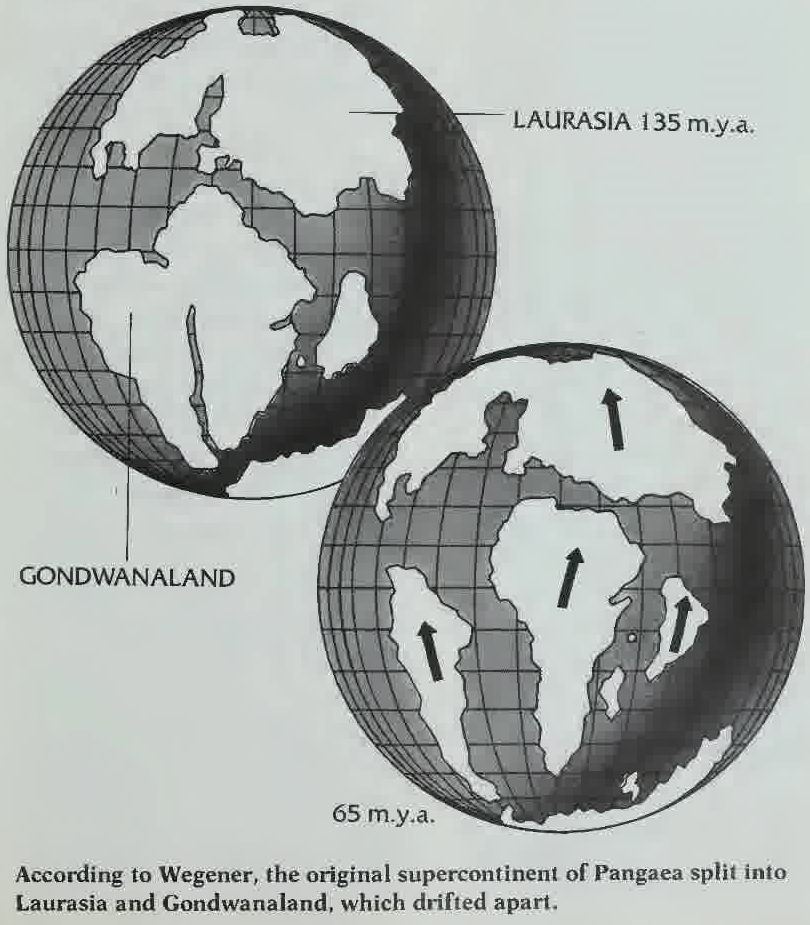 LAURASIA 135 m.y.a.
GONDWANALAND
65 m.y.a.
According to Wegener, the original supercontinent of Pangaea split into
Laurasia and Gondwanaland, which drifted apart.